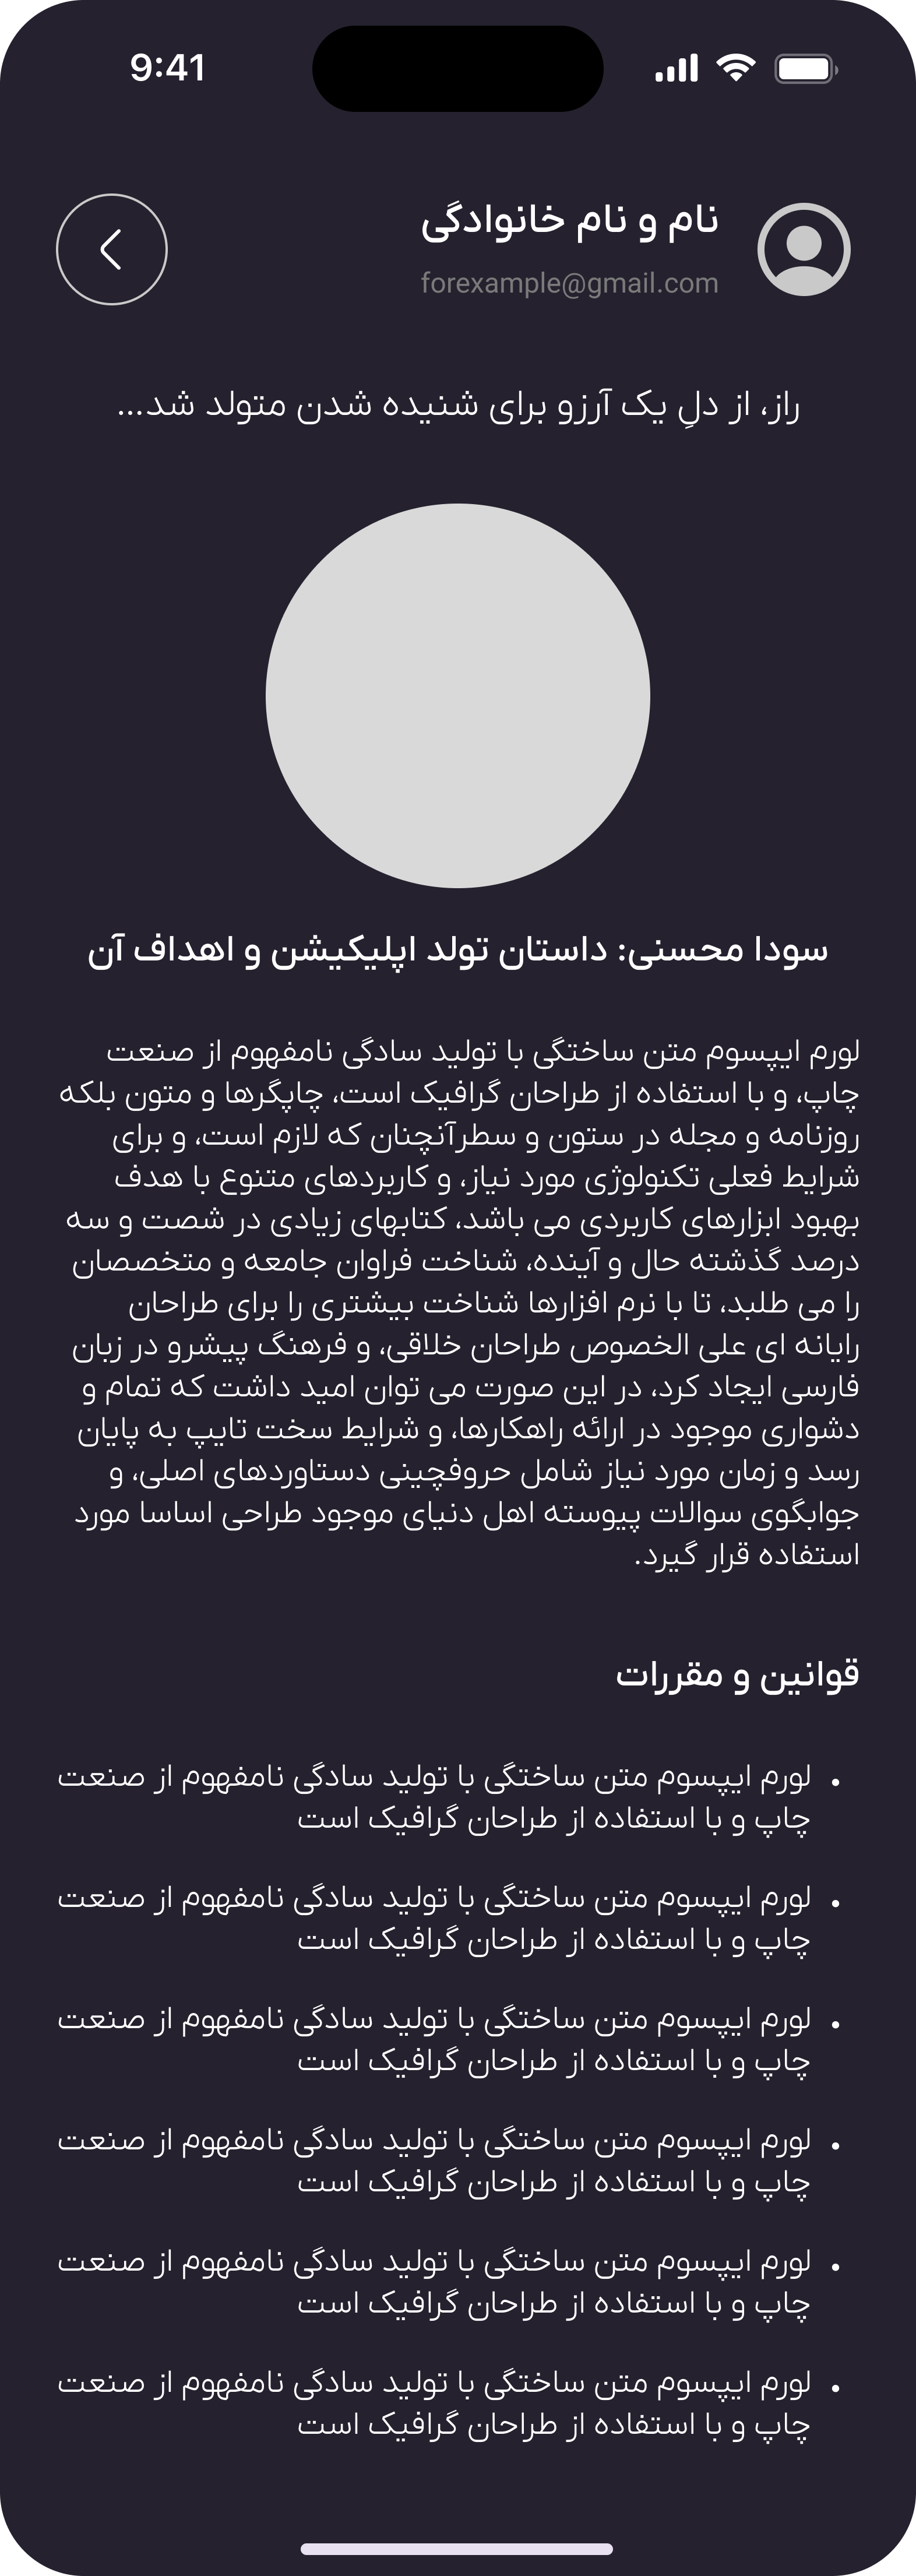 9:41
نام و نام خانوادگی
forexample@gmail.com
راز، از دلِ یک آرزو برای شنیده شدن متولد شد...
سودا محسنی: داستان تولد اپلیکیشن و اهداف آن
لورم ایپسوم متن ساختگی با تولید سادگی نامفهوم از صنعت
چاپ، و با استفاده از طراحان گرافیک است، چاپگرها و متون بلکه
روزنامه و مجله در ستون و سطرآنچنان که لازم است، و برای
شرایط فعلی تکنولوژی مورد نیاز، و کاربردهای متنوع با هدف
بهبود ابزارهای کاربردی می باشد، کتابهای زیادی در شصت و سه
درصد گذشته حال و آینده، شناخت فراوان جامعه و متخصصان
را می طلبد، تا با نرم افزارها شناخت بیشتری را برای طراحان
رایانه ای علی الخصوص طراحان خلاقی، و فرهنگ پیشرو در زبان
فارسی ایجاد کرد، در این صورت می توان امید داشت که تمام و
دشواری موجود در ارائه راهکارها، و شرایط سخت تایپ به پایان
رسد و زمان مورد نیاز شامل حروفچینی دستاوردهای اصلی، و
جوابگوی سوالات پیوسته اهل دنیای موجود طراحی اساسا مورد
استفاده قرار گیرد.
قوانین و مقررات
• لورم ایپسوم متن ساختگی با تولید سادگی نامفهوم از صنعت
چاپ و با استفاده از طراحان گرافیک است
• لورم ایپسوم متن ساختگی با تولید سادگی نامفهوم از صنعت
چاپ و با استفاده از طراحان گرافیک است
• لورم ایپسوم متن ساختگی با تولید سادگی نامفهوم از صنعت
چاپ و با استفاده از طراحان گرافیک است
• لورم ایپسوم متن ساختگی با تولید سادگی نامفهوم از صنعت
چاپ و با استفاده از طراحان گرافیک است
• لورم ایپسوم متن ساختگی با تولید سادگی نامفهوم از صنعت
چاپ و با استفاده از طراحان گرافیک است
• لورم ایپسوم متن ساختگی با تولید سادگی نامفهوم از صنعت
چاپ و با استفاده از طراحان گرافیک است